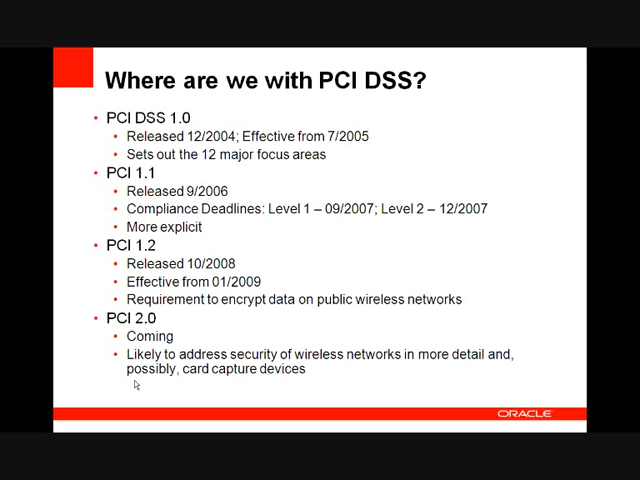 Where are we with PCI DSS?
• PCI DSS 1.0
• Released 12/2004; Effective from 7/2005
• Sets out the 12 major focus areas
• PCI 1.1
• Released 9/2006
• Compliance Deadlines: Level 1 – 09/2007; Level 2 – 12/2007
• More explicit
• PCI 1.2
• Released 10/2008
• Effective from 01/2009
• Requirement to encrypt data on public wireless networks
• PCI 2.0
• Coming
• Likely to address security of wireless networks in more detail and,
possibly, card capture devices
ORACLE